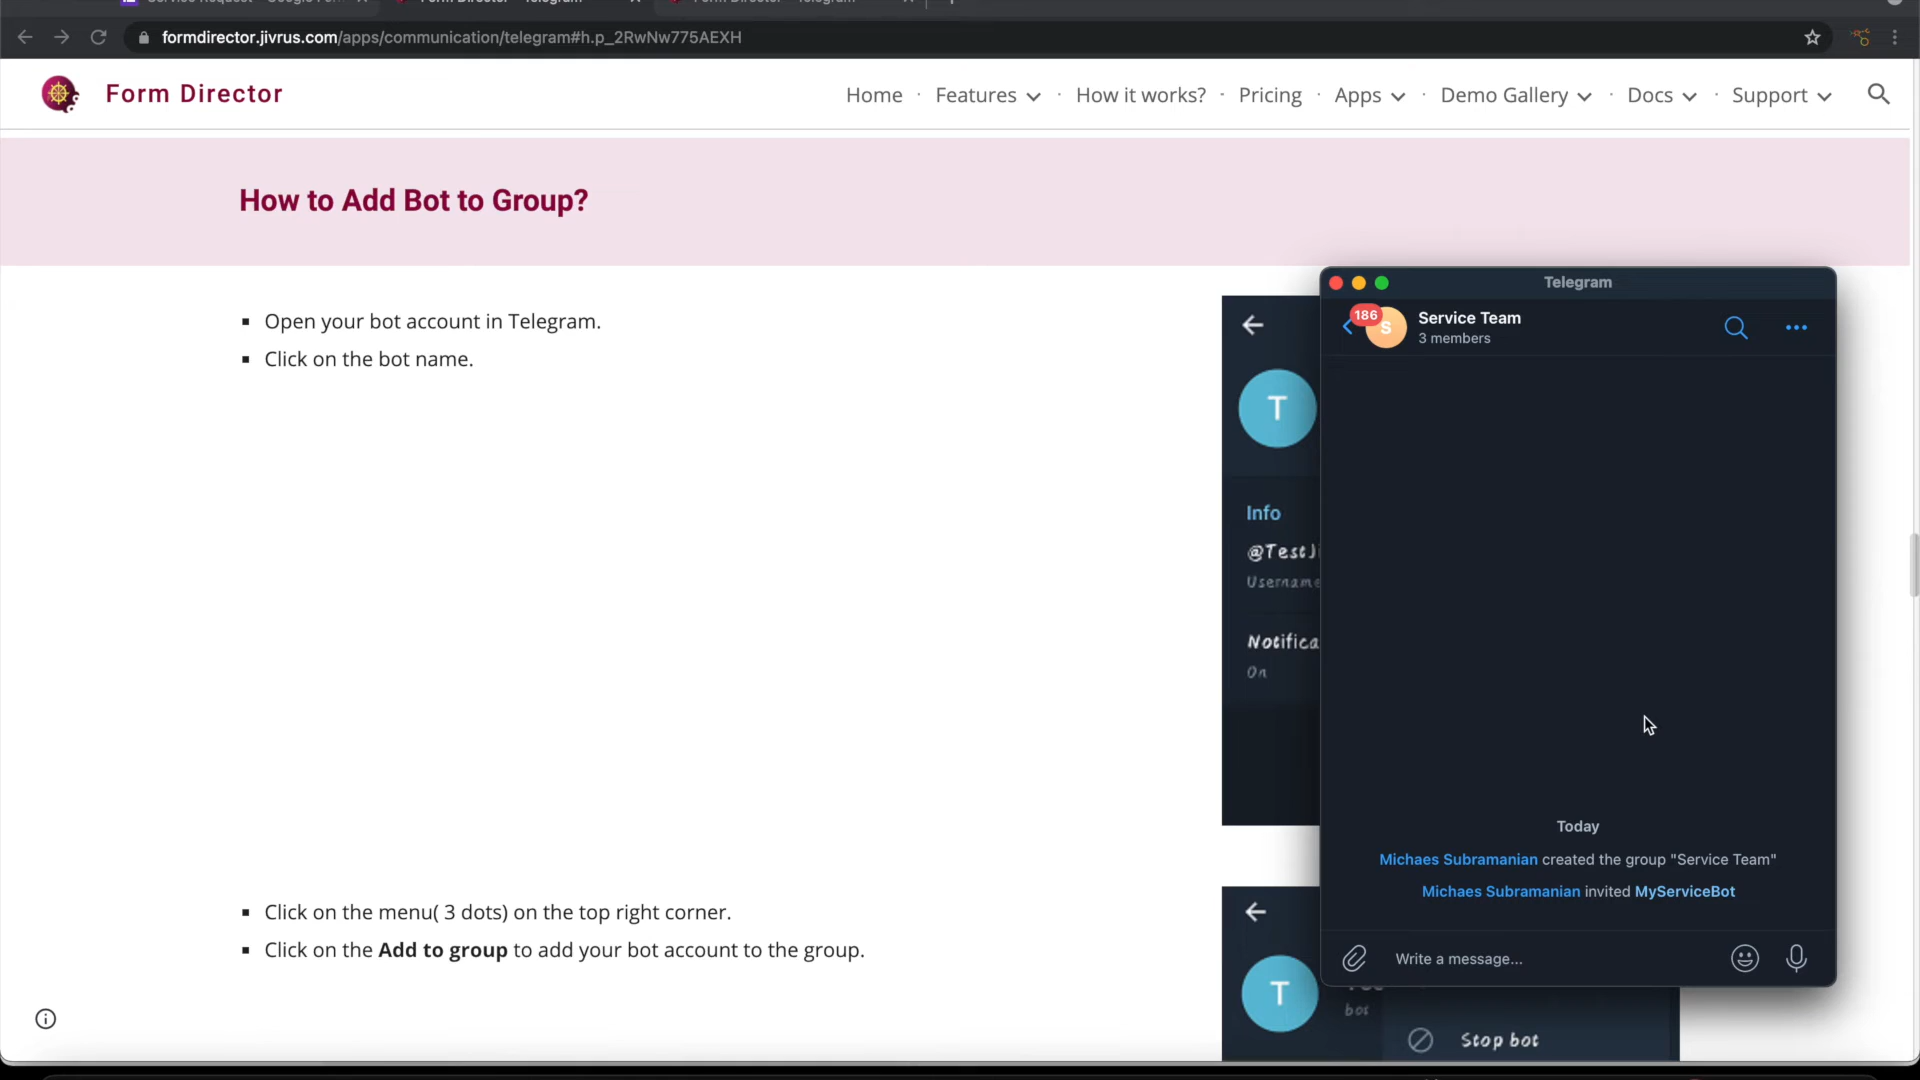 formdirector.jivrus.com/apps/communication/telegram#h.p_2RwNw775AEXH
Form Director
Home · Features · How it works? · Pricing · Apps · Demo Gallery · Docs · Support
How to Add Bot to Group?
Open your bot account in Telegram.
Click on the bot name.
T
Info
@TestJi
Username
Notifica
On
Telegram
186
S
Service Team
3 members
Today
Michaes Subramanian created the group "Service Team"
Michaes Subramanian invited MyServiceBot
Write a message...
Click on the menu( 3 dots) on the top right corner.
Click on the Add to group to add your bot account to the group.
T
bot
Stop bot